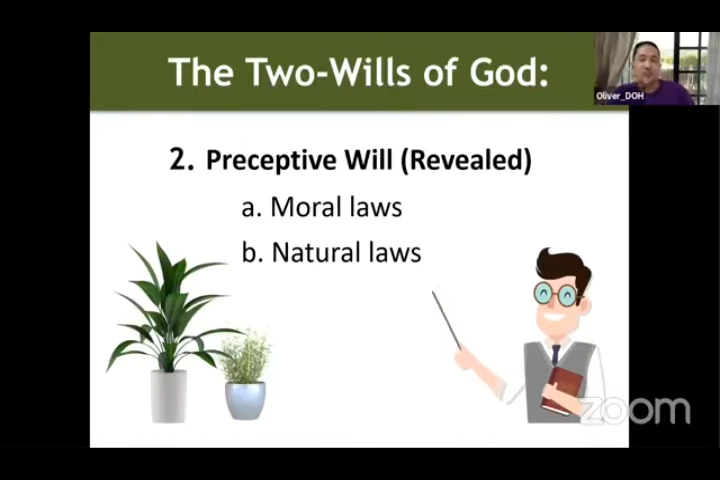 The Two-Wills of God:
Oliver_DOH
2. Preceptive Will (Revealed)
a. Moral laws
b. Natural laws
zoom